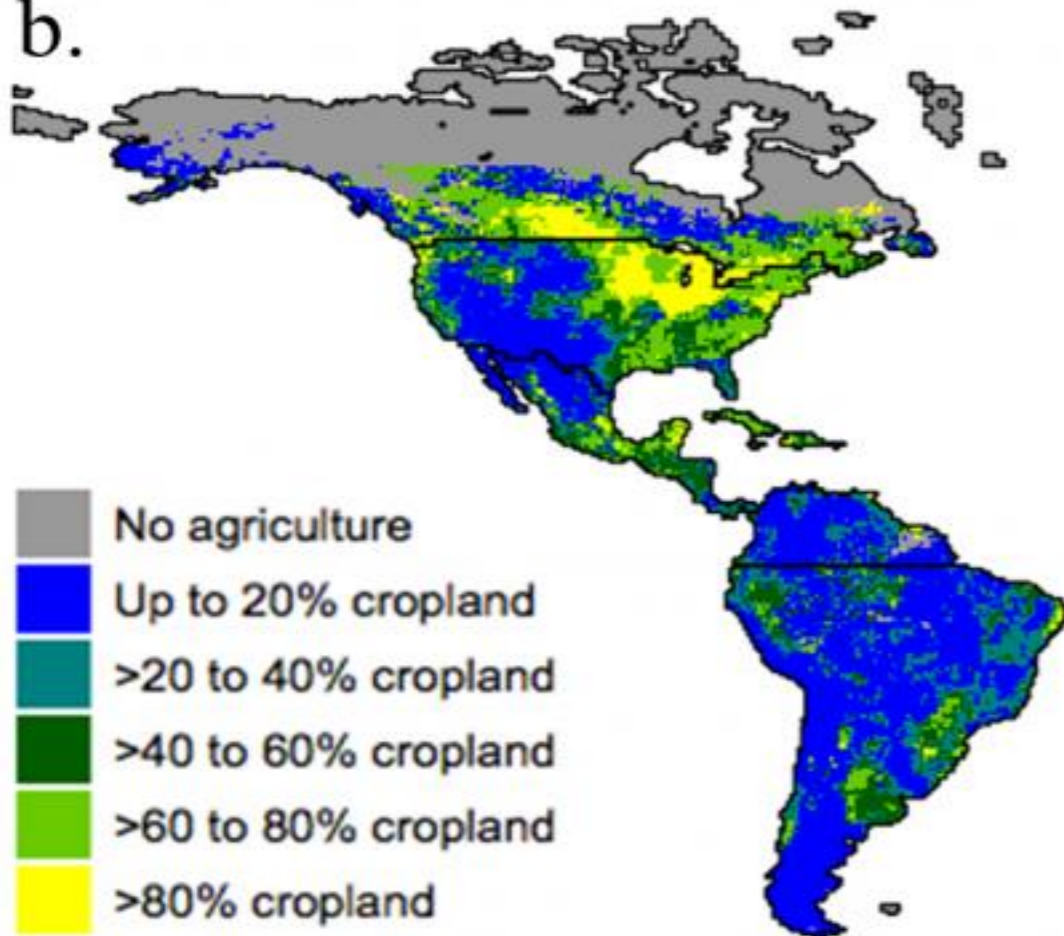 b.
No agriculture
Up to 20% cropland
>20 to 40% cropland
>40 to 60% cropland
>60 to 80% cropland
>80% cropland